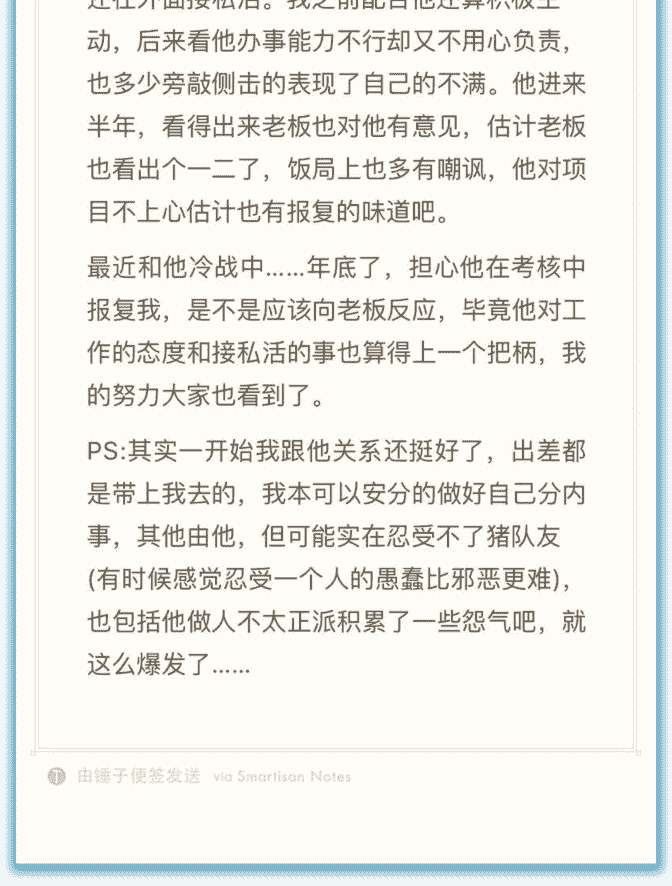 还在外面接私活。我之前配合他还算积极主
动，后来看他办事能力不行却又不用心负责，
也多少旁敲侧击的表现了自己的不满。他进来
半年，看得出来老板也对他有意见，估计老板
也看出个一二了，饭局上也多有嘲讽，他对项
目不上心估计也有报复的味道吧。
最近和他冷战中......年底了，担心他在考核中
报复我，是不是应该向老板反应，毕竟他对工
作的态度和接私活的事也算得上一个把柄，我
的努力大家也看到了。
PS:其实一开始我跟他关系还挺好了，出差都
是带上我去的，我本可以安分的做好自己分内
事，其他由他，但可能实在忍受不了猪队友
(有时候感觉忍受一个人的愚蠢比邪恶更难)，
也包括他做人不太正派积累了一些怨气吧，就
这么爆发了......
由锤子便签发送 via Smartisan Notes